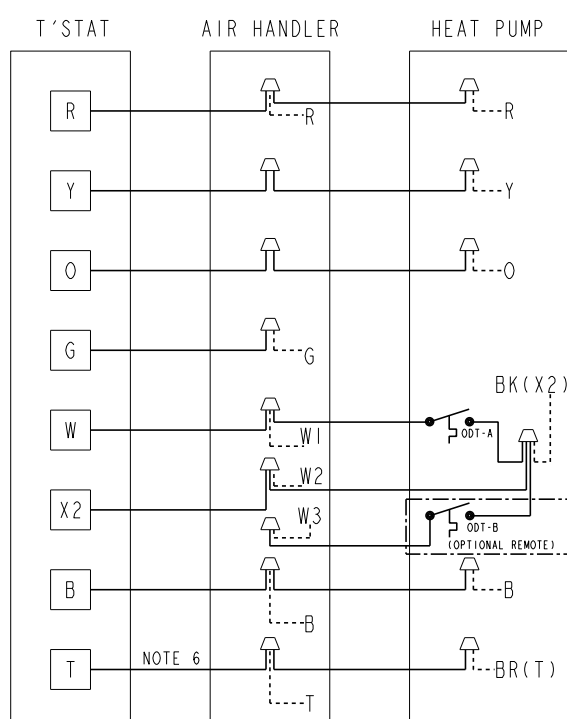 T'STAT AIR HANDLER HEAT PUMP
R R R
Y Y
O O
G G
BK(X2)
W W1 ODT-A
W2
X2 W3 ODT-B
(OPTIONAL REMOTE)
B B B
T NOTE 6 T BR(T)